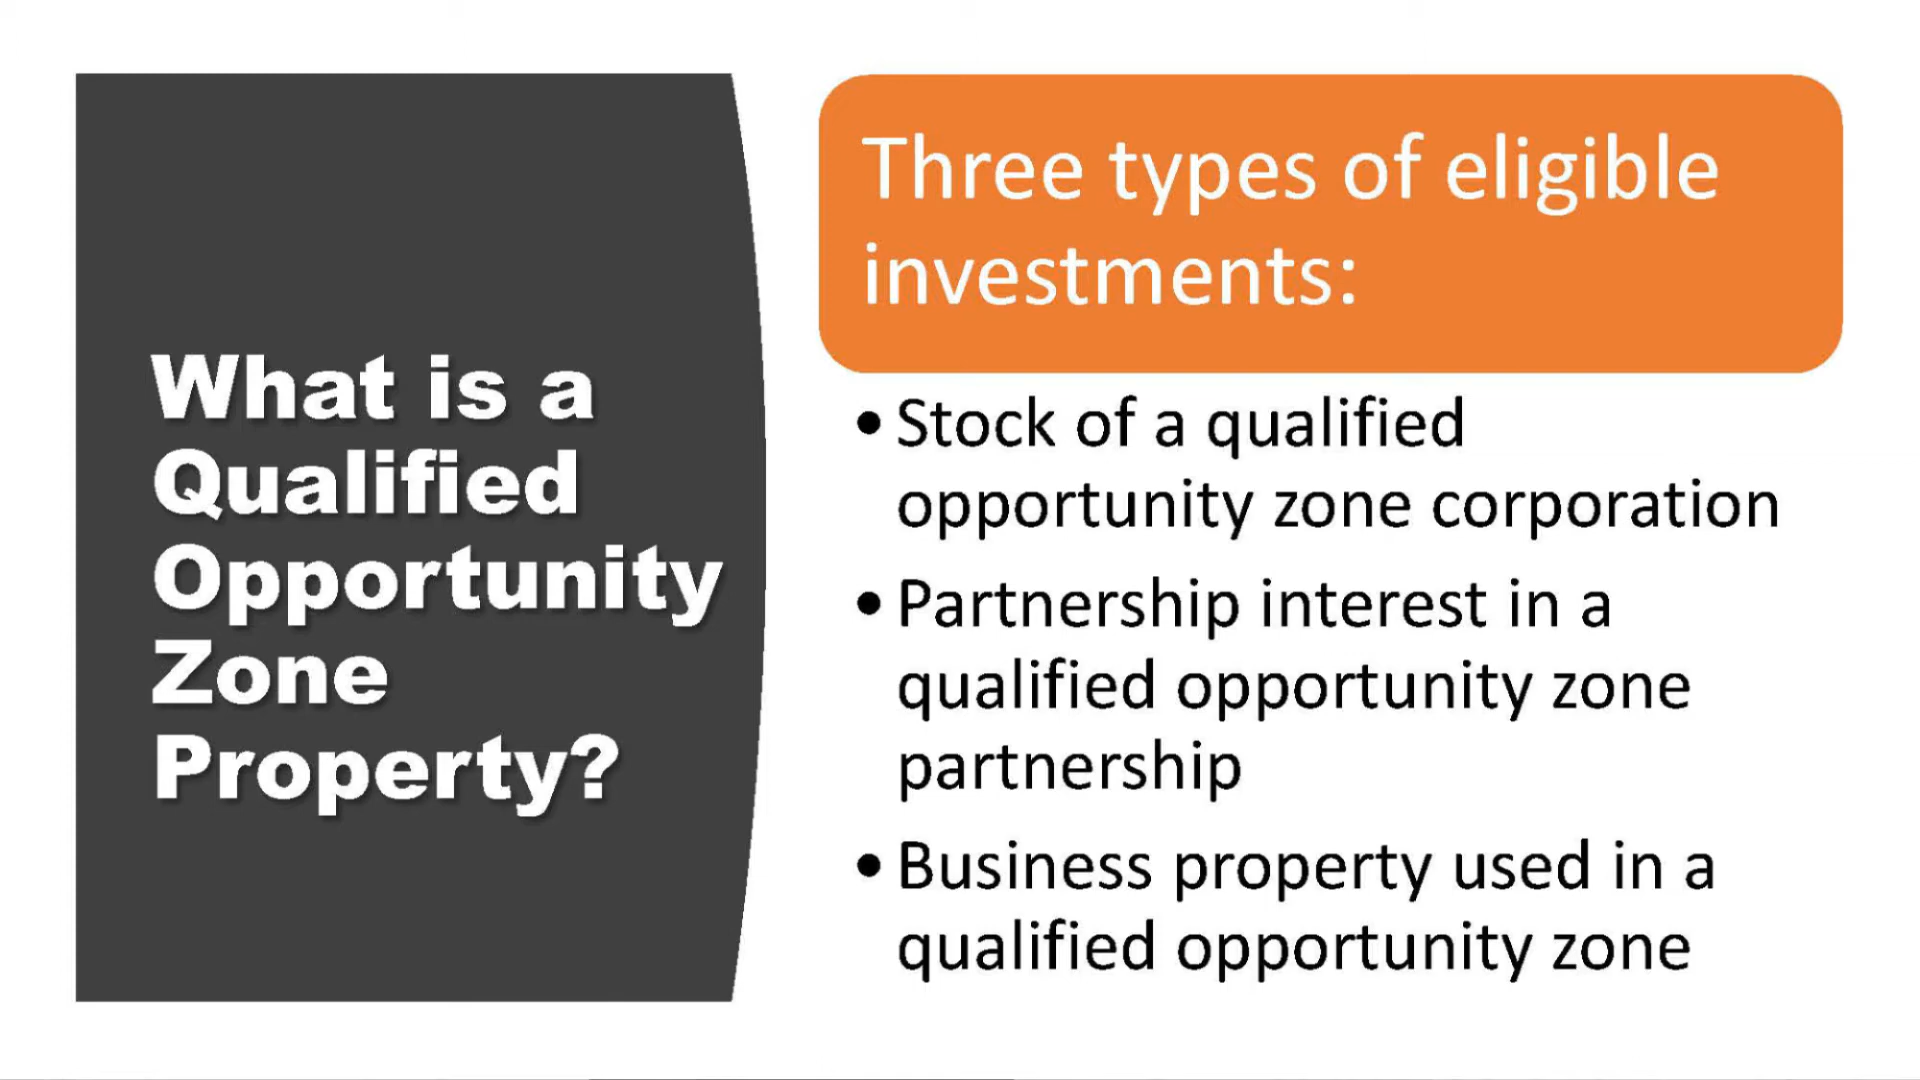 What is a
Qualified
Opportunity
Zone
Property?
Three types of eligible
investments:
• Stock of a qualified
opportunity zone corporation
• Partnership interest in a
qualified opportunity zone
partnership
• Business property used in a
qualified opportunity zone